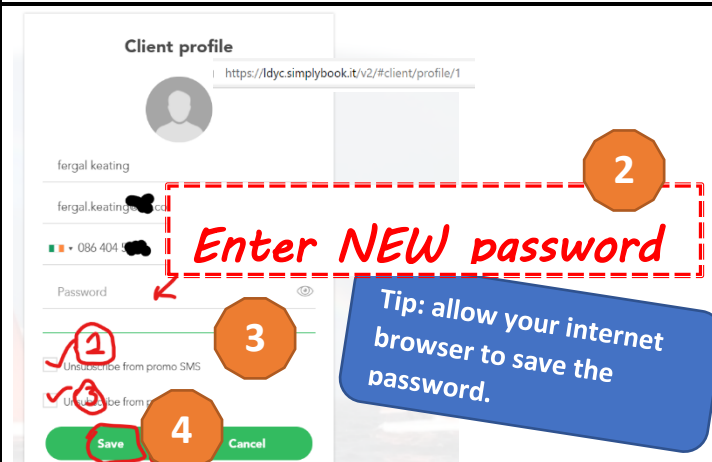 Client profile
https://ldyc.simplybook.it/v2/#client/profile/1
fergal keating
2
fergal.keating
086 404
Enter NEW password
Password
Tip: allow your internet
browser to save the
password.
3
1
Unsubscribe from promo SMS
3
from
4
Save
Cancel